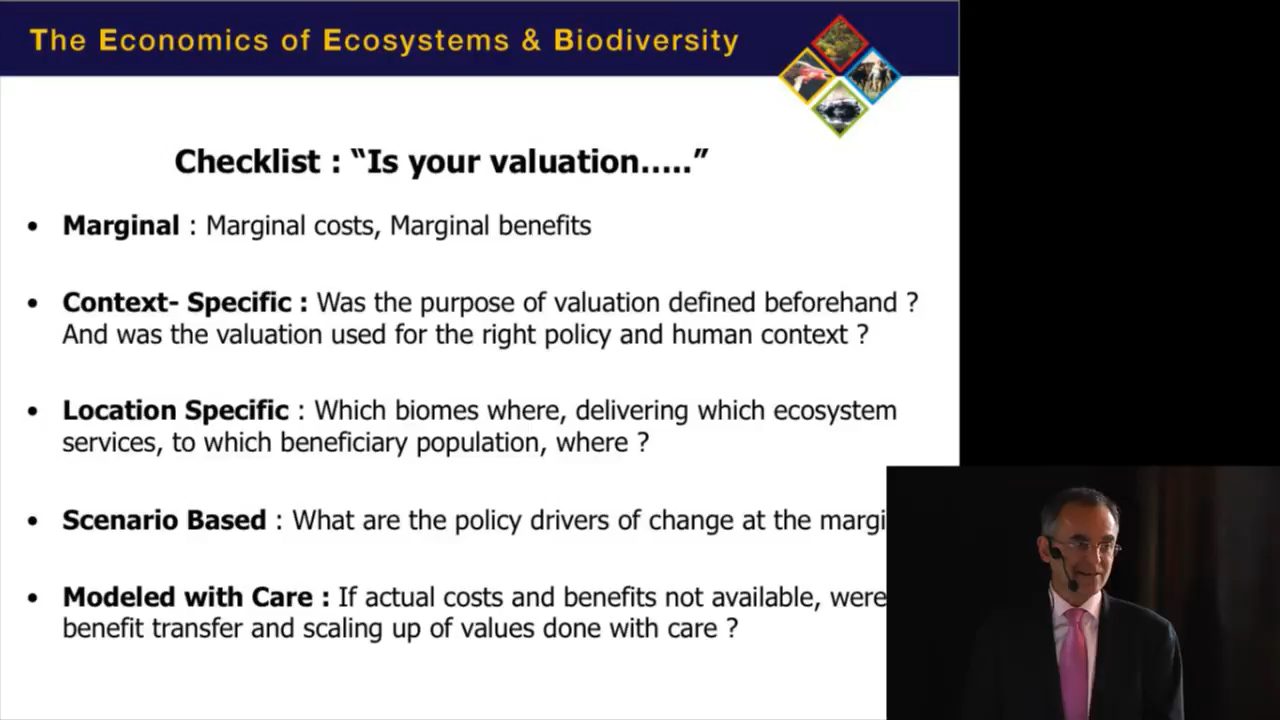 The Economics of Ecosystems & Biodiversity
Checklist : “Is your valuation.....”
• Marginal : Marginal costs, Marginal benefits
• Context- Specific : Was the purpose of valuation defined beforehand ?
And was the valuation used for the right policy and human context ?
• Location Specific : Which biomes where, delivering which ecosystem
services, to which beneficiary population, where ?
• Scenario Based : What are the policy drivers of change at the
• Modeled with Care : If actual costs and benefits not available, were
benefit transfer and scaling up of values done with care ?